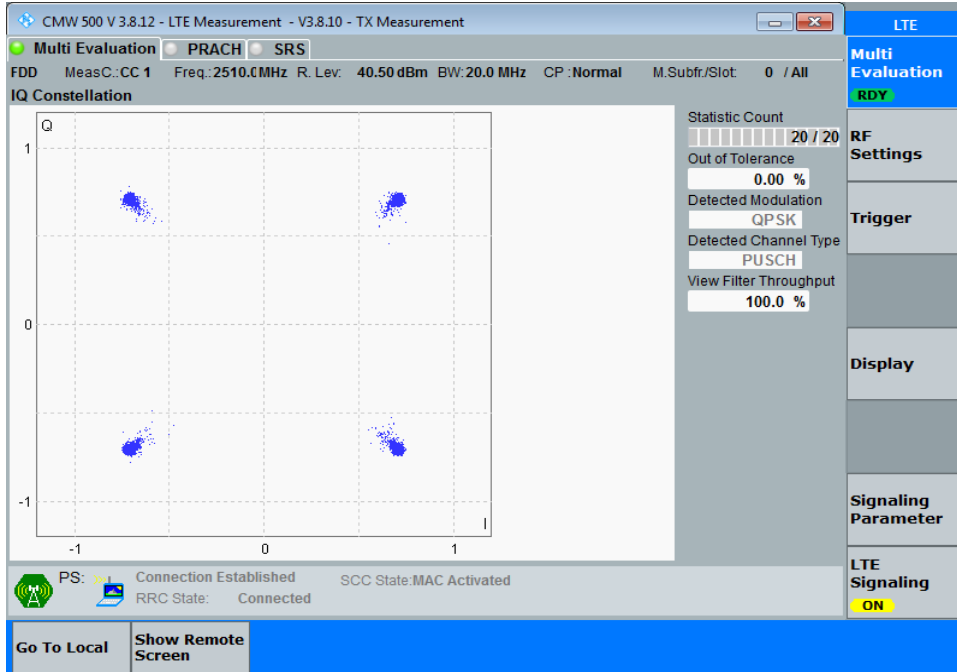 CMW 500 V 3.8.12 - LTE Measurement - V3.8.10 - TX Measurement
LTE
Multi Evaluation PRACH SRS
FDD MeasC.:CC 1 Freq.:2510.0MHz R. Lev: 40.50 dBm BW:20.0 MHz CP :Normal M.Subfr./Slot: 0 / All
IQ Constellation
Q
1
0
-1
-1 0 1
I
Statistic Count
20 / 20
Out of Tolerance
0.00 %
Detected Modulation
QPSK
Detected Channel Type
PUSCH
View Filter Throughput
100.0 %
Multi
Evaluation
RDY
RF
Settings
Trigger
Display
Signaling
Parameter
LTE
Signaling
ON
PS: Connection Established SCC State:MAC Activated
RRC State: Connected
Go To Local
Show Remote
Screen